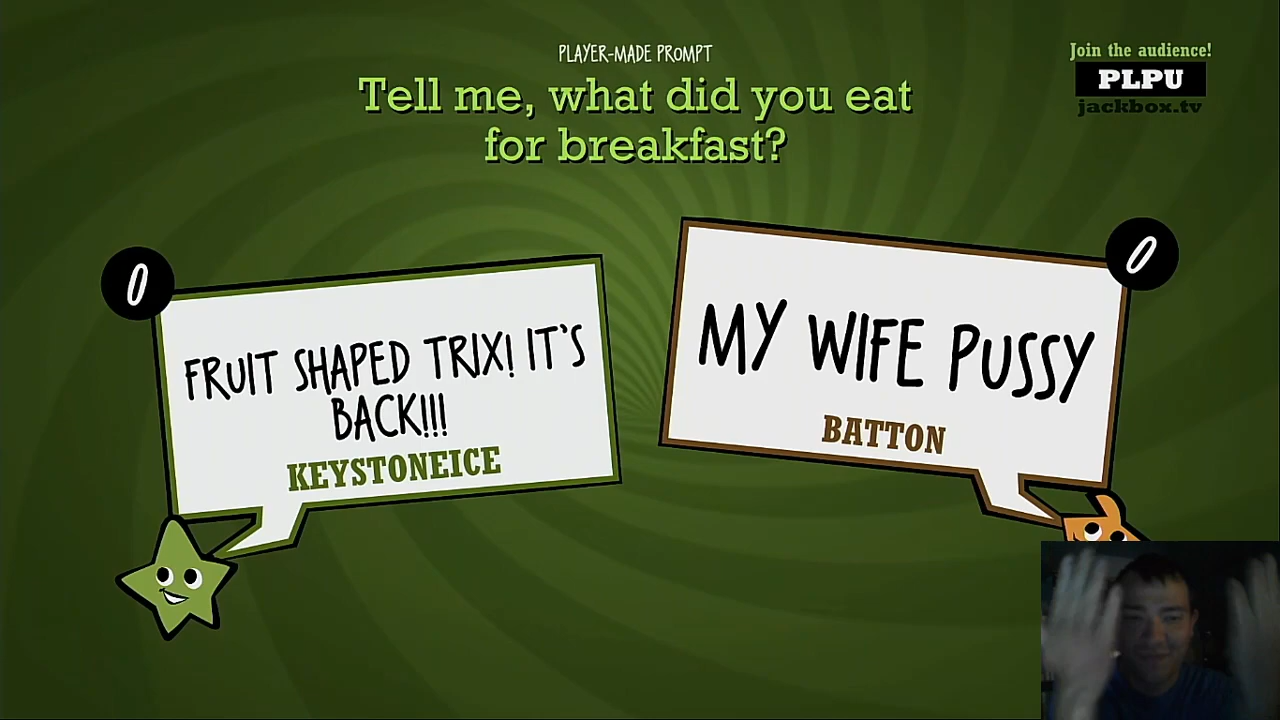 PLAYER-MADE PROMPT
Tell me, what did you eat
for breakfast?
Join the audience!
PLPU
jackbox.tv
0
FRUIT SHAPED TRIX! IT'S
BACK!!!
KEYSTONEICE
0
MY WIFE PUSSY
BATTON